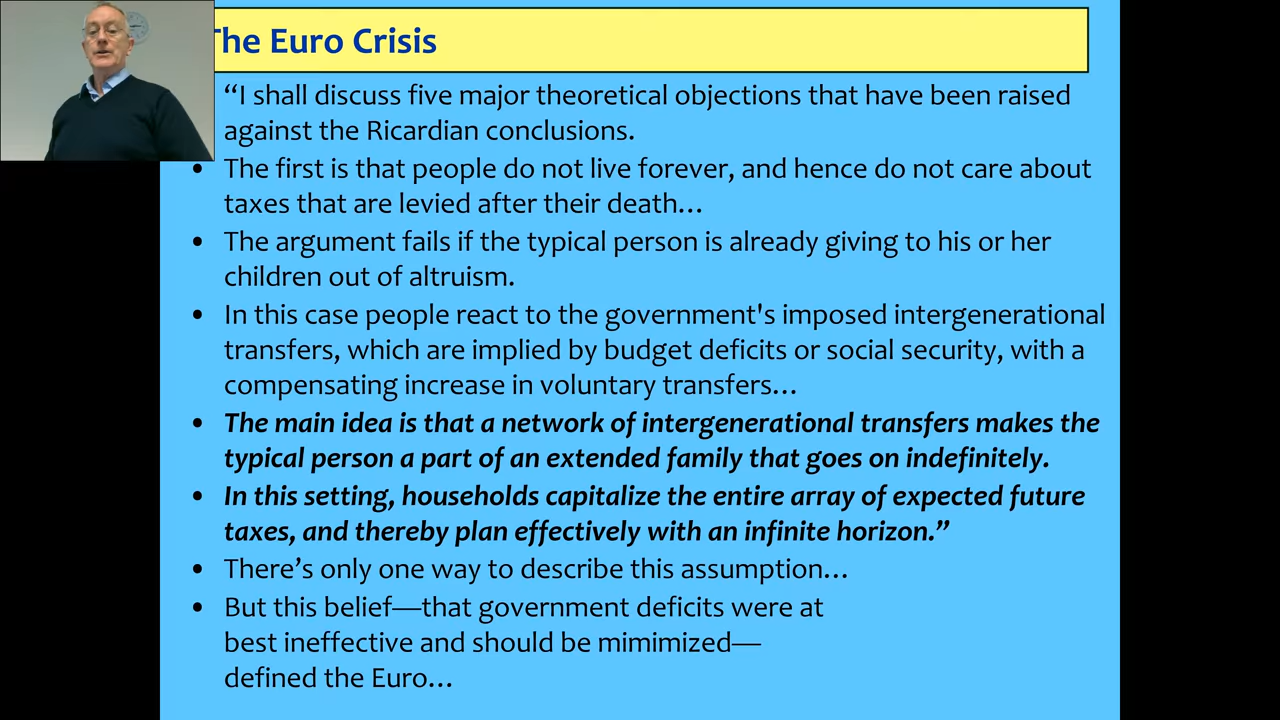 The Euro Crisis
“I shall discuss five major theoretical objections that have been raised
against the Ricardian conclusions.
• The first is that people do not live forever, and hence do not care about
taxes that are levied after their death…
• The argument fails if the typical person is already giving to his or her
children out of altruism.
• In this case people react to the government's imposed intergenerational
transfers, which are implied by budget deficits or social security, with a
compensating increase in voluntary transfers…
• The main idea is that a network of intergenerational transfers makes the
typical person a part of an extended family that goes on indefinitely.
• In this setting, households capitalize the entire array of expected future
taxes, and thereby plan effectively with an infinite horizon.”
• There’s only one way to describe this assumption…
• But this belief—that government deficits were at
best ineffective and should be mimimized—
defined the Euro…